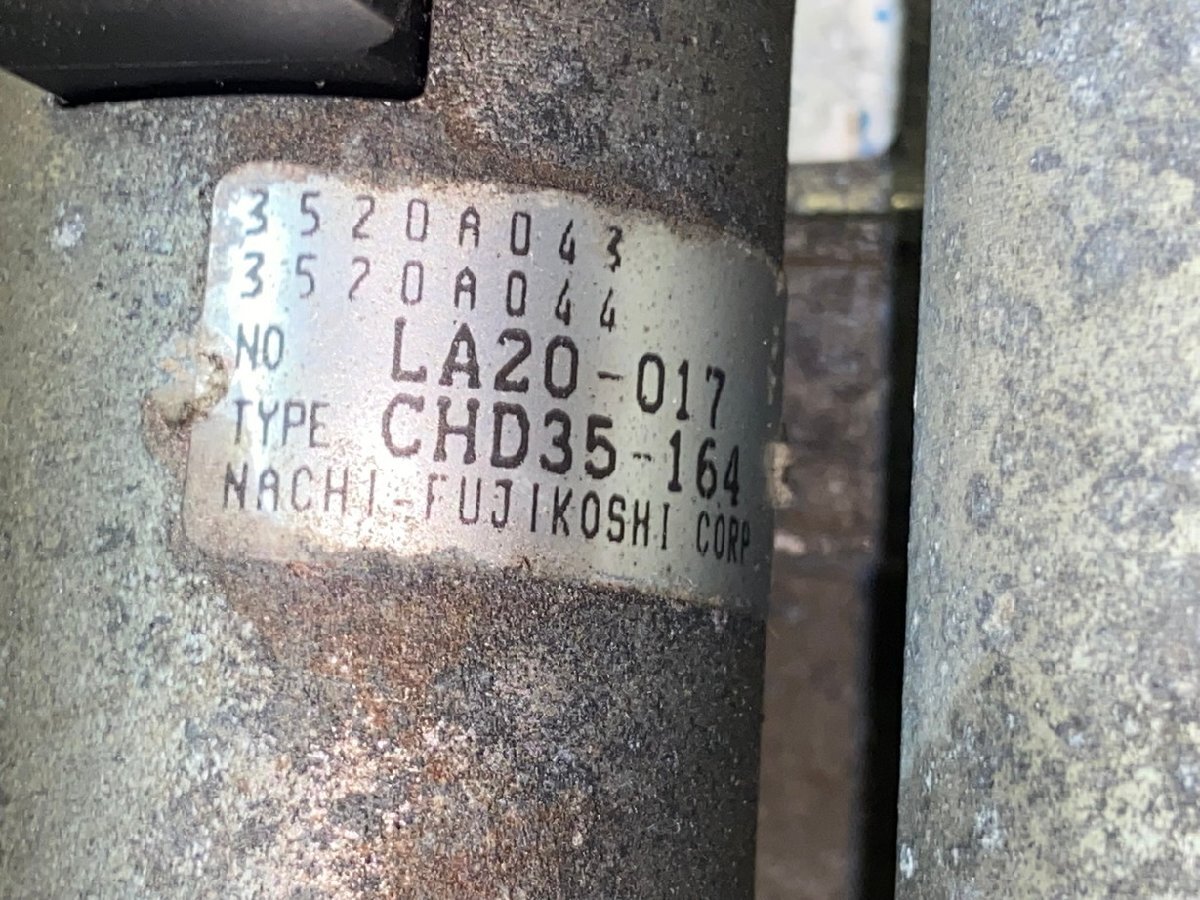 3520A043
3520A044
NO LA20-017
TYPE CHD35-164
NACHI-FUJIKOSHI CORP